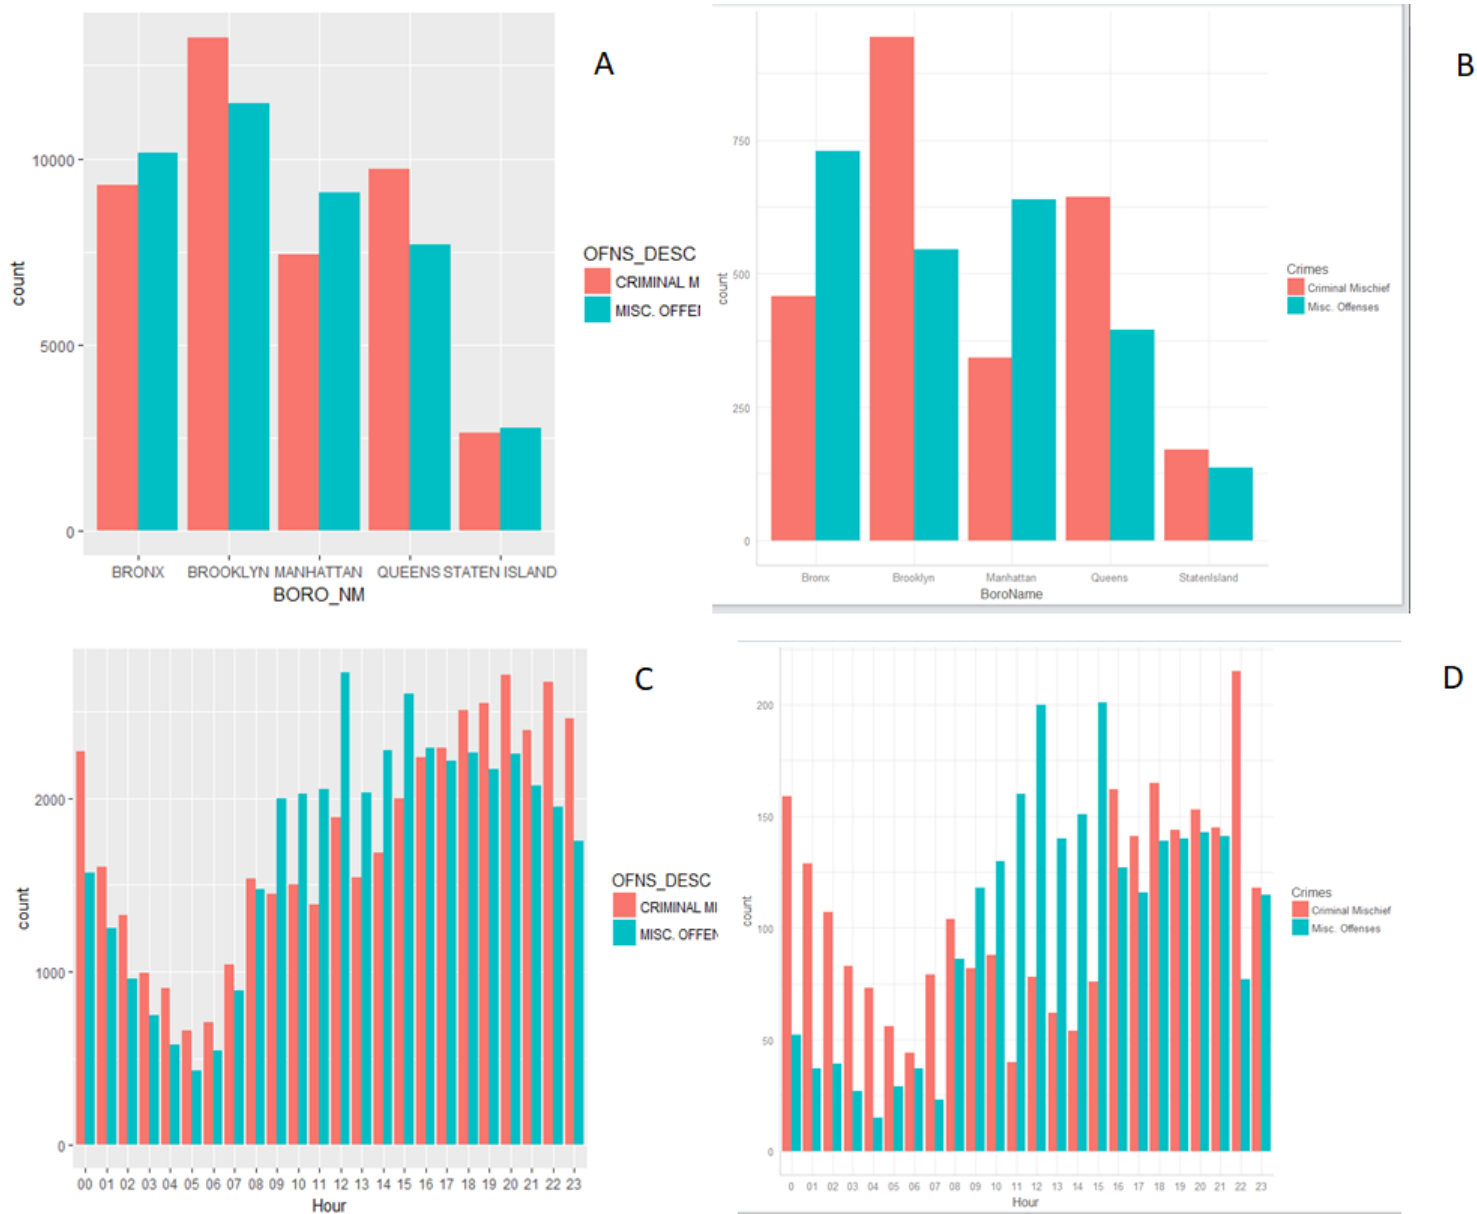 A
count
10000
5000
0
BRONX BROOKLYN MANHATTAN QUEENS STATEN ISLAND
BORO_NM
OFNS_DESC
CRIMINAL M
MISC. OFFEI
B
count
750
500
250
0
Bronx Brooklyn Manhattan Queens StatenIsland
BoroName
Crimes
Criminal Mischief
Misc. Offenses
C
count
2000
1000
0
00 01 02 03 04 05 06 07 08 09 10 11 12 13 14 15 16 17 18 19 20 21 22 23
Hour
OFNS_DESC
CRIMINAL MI
MISC. OFFEN
D
count
200
150
100
50
0
0 01 02 03 04 05 06 07 08 09 10 11 12 13 14 15 16 17 18 19 20 21 22 23
Hour
Crimes
Criminal Mischief
Misc. Offenses